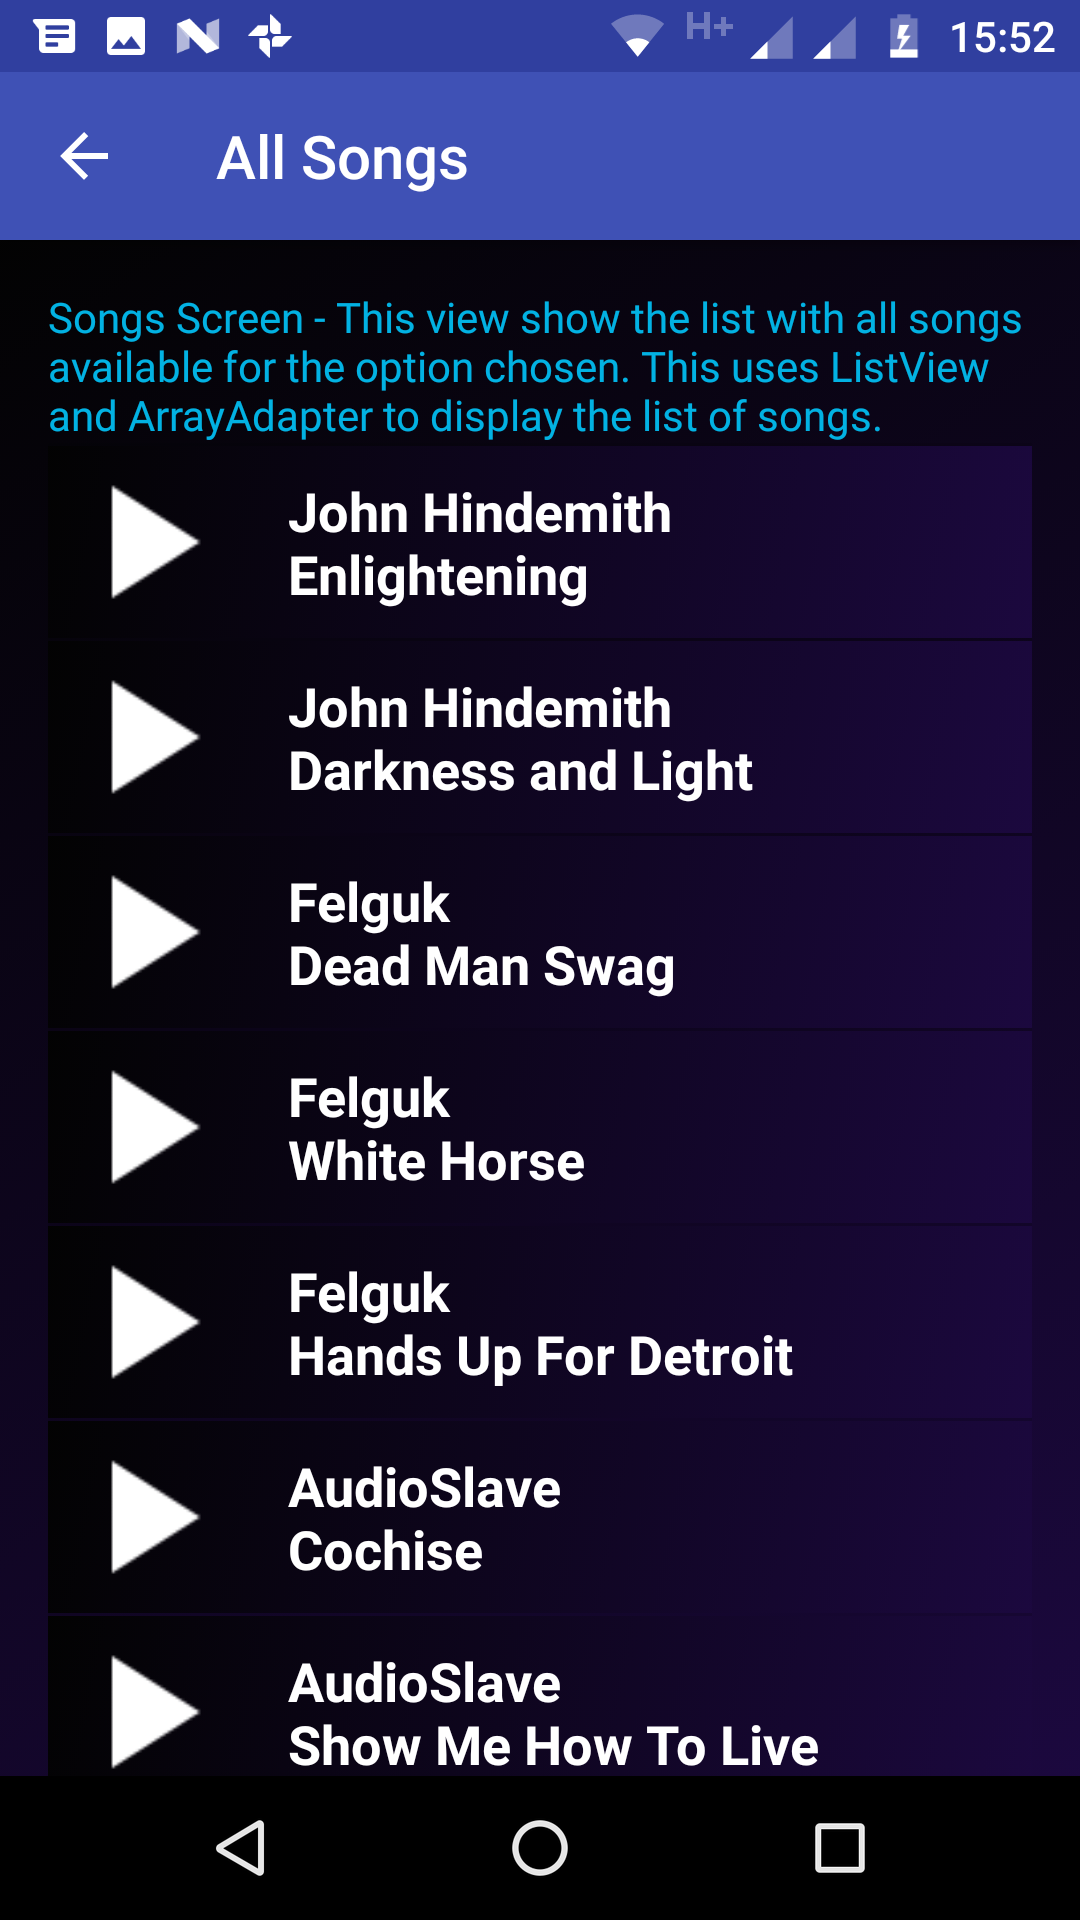 H+ 15:52
All Songs
Songs Screen - This view show the list with all songs
available for the option chosen. This uses ListView
and ArrayAdapter to display the list of songs.
John Hindemith
Enlightening
John Hindemith
Darkness and Light
Felguk
Dead Man Swag
Felguk
White Horse
Felguk
Hands Up For Detroit
AudioSlave
Cochise
AudioSlave
Show Me How To Live